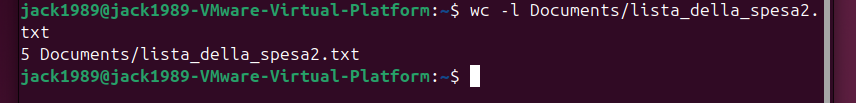 jack1989@jack1989-VMware-Virtual-Platform:~$ wc -l Documents/lista_della_spesa2.
txt
5 Documents/lista_della_spesa2.txt
jack1989@jack1989-VMware-Virtual-Platform:~$